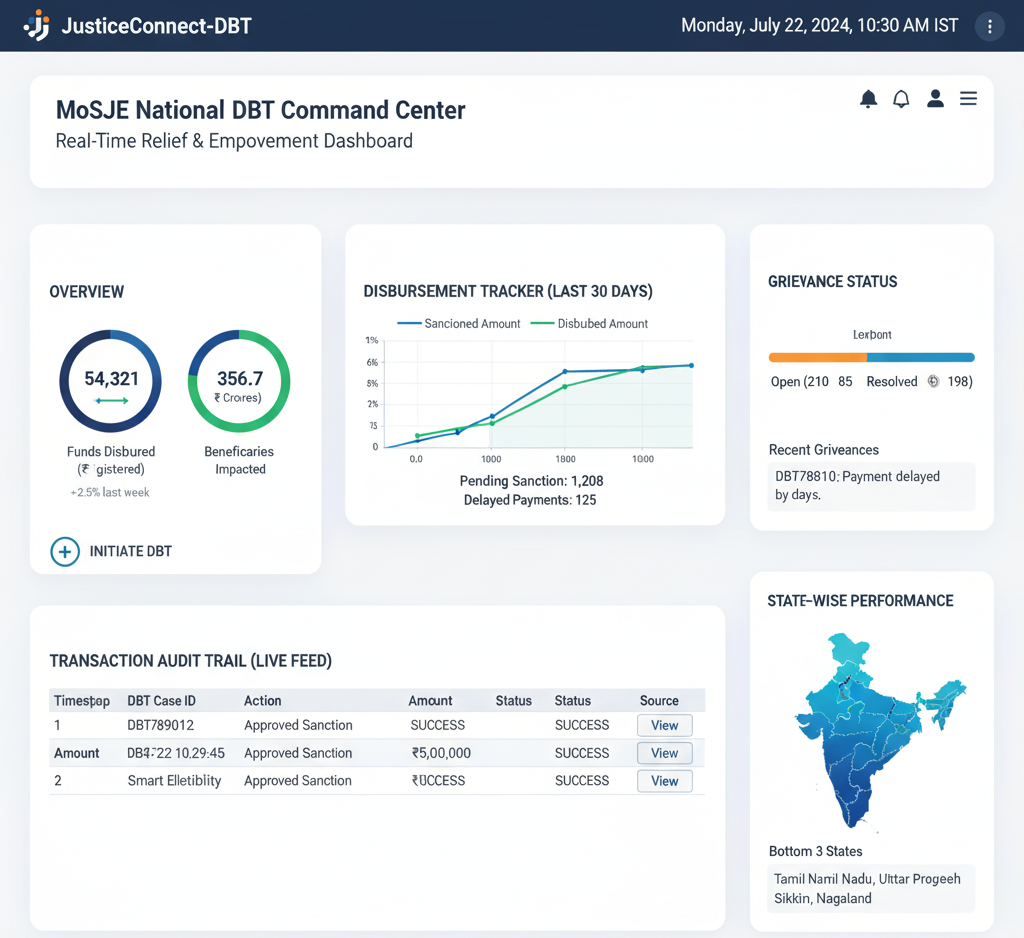 JusticeConnect-DBT
Monday, July 22, 2024, 10:30 AM IST
MoSJE National DBT Command Center
Real-Time Relief & Empovement Dashboard
OVERVIEW
54,321
356.7
₹ Crores)
Funds Disbured
(₹ gistered)
+2.5% last week
Beneficaries
Impacted
INITIATE DBT
DISBURSEMENT TRACKER (LAST 30 DAYS)
Sancioned Amount Disbubed Amount
1%
6%
8%
2%
75
0
0.0 1000 1800 1000
Pending Sanction: 1,208
Delayed Payments: 125
GRIEVANCE STATUS
Open (210 85 Resolved 198)
Recent Griveances
DBT78810: Payment delayed
by days.
TRANSACTION AUDIT TRAIL (LIVE FEED)
DBT Case ID Action Amount Status Status Source
1 DBT789012 Approved Sanction SUCCESS SUCCESS View
Amount 10.29:45 Approved Sanction ₹5,00,000 SUCCESS View
2 Smart Approved Sanction SUCCESS View
STATE-WISE PERFORMANCE
Bottom 3 States
Tamil Namil Nadu, Uttar Progeeh
Sikkin, Nagaland